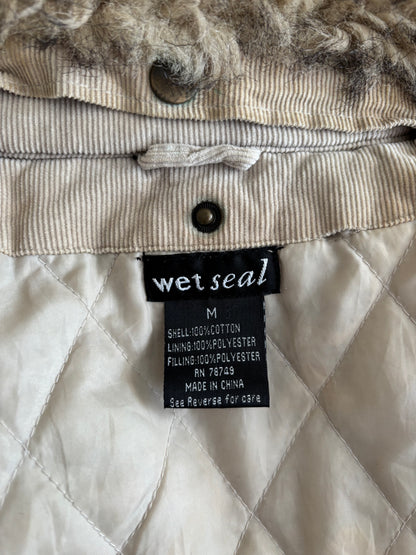 wet seal
M
SHELL:100%COTTON
LINING:100%POLYESTER
FILLING:100%POLYESTER
RN 78749
MADE IN CHINA
See Reverse for care